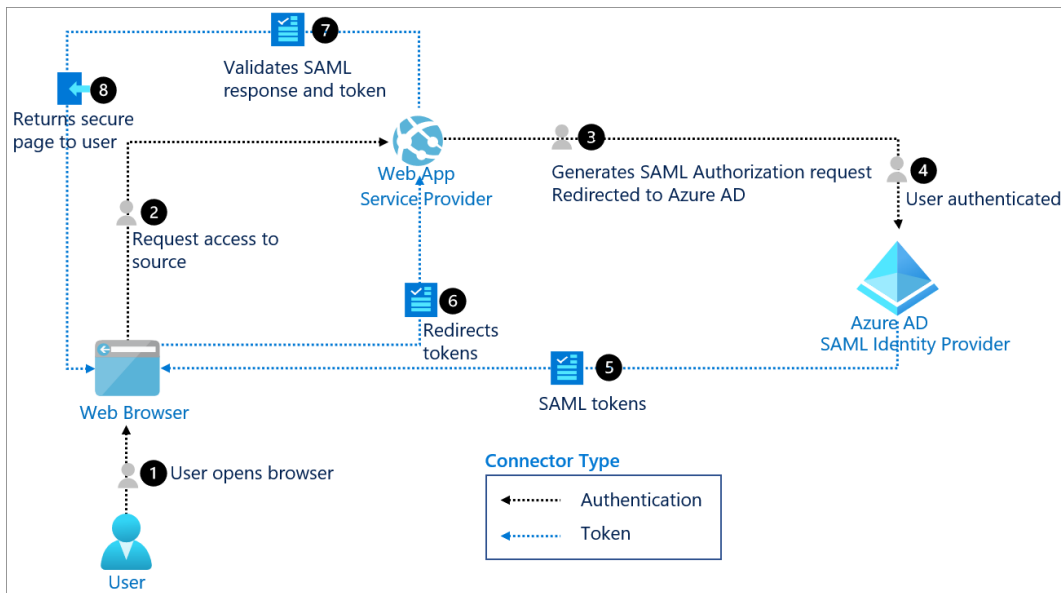 7
Validates SAML
response and token
8
Returns secure
page to user
Web App
Service Provider
3
Generates SAML Authorization request
Redirected to Azure AD
4
User authenticated
2
Request access to
source
6
Redirects
tokens
Azure AD
SAML Identity Provider
5
SAML tokens
Web Browser
1
User opens browser
User
Connector Type
Authentication
Token